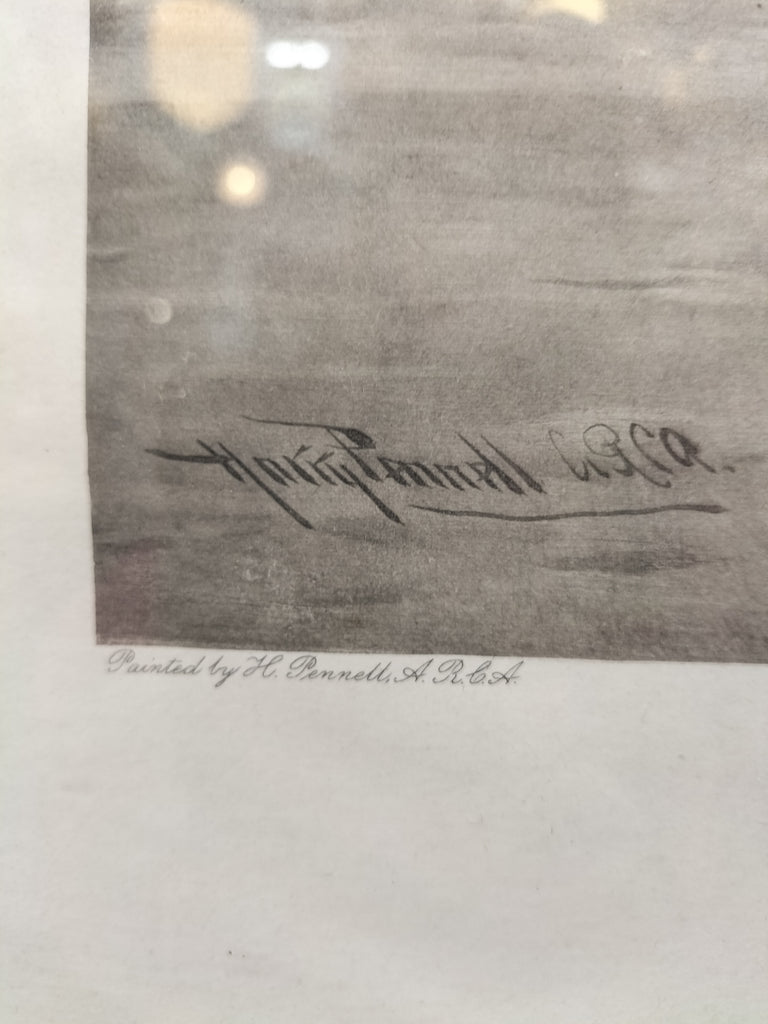 Harry Pennell A.R.C.A.
Painted by H. Pennell, A. R. C. A.